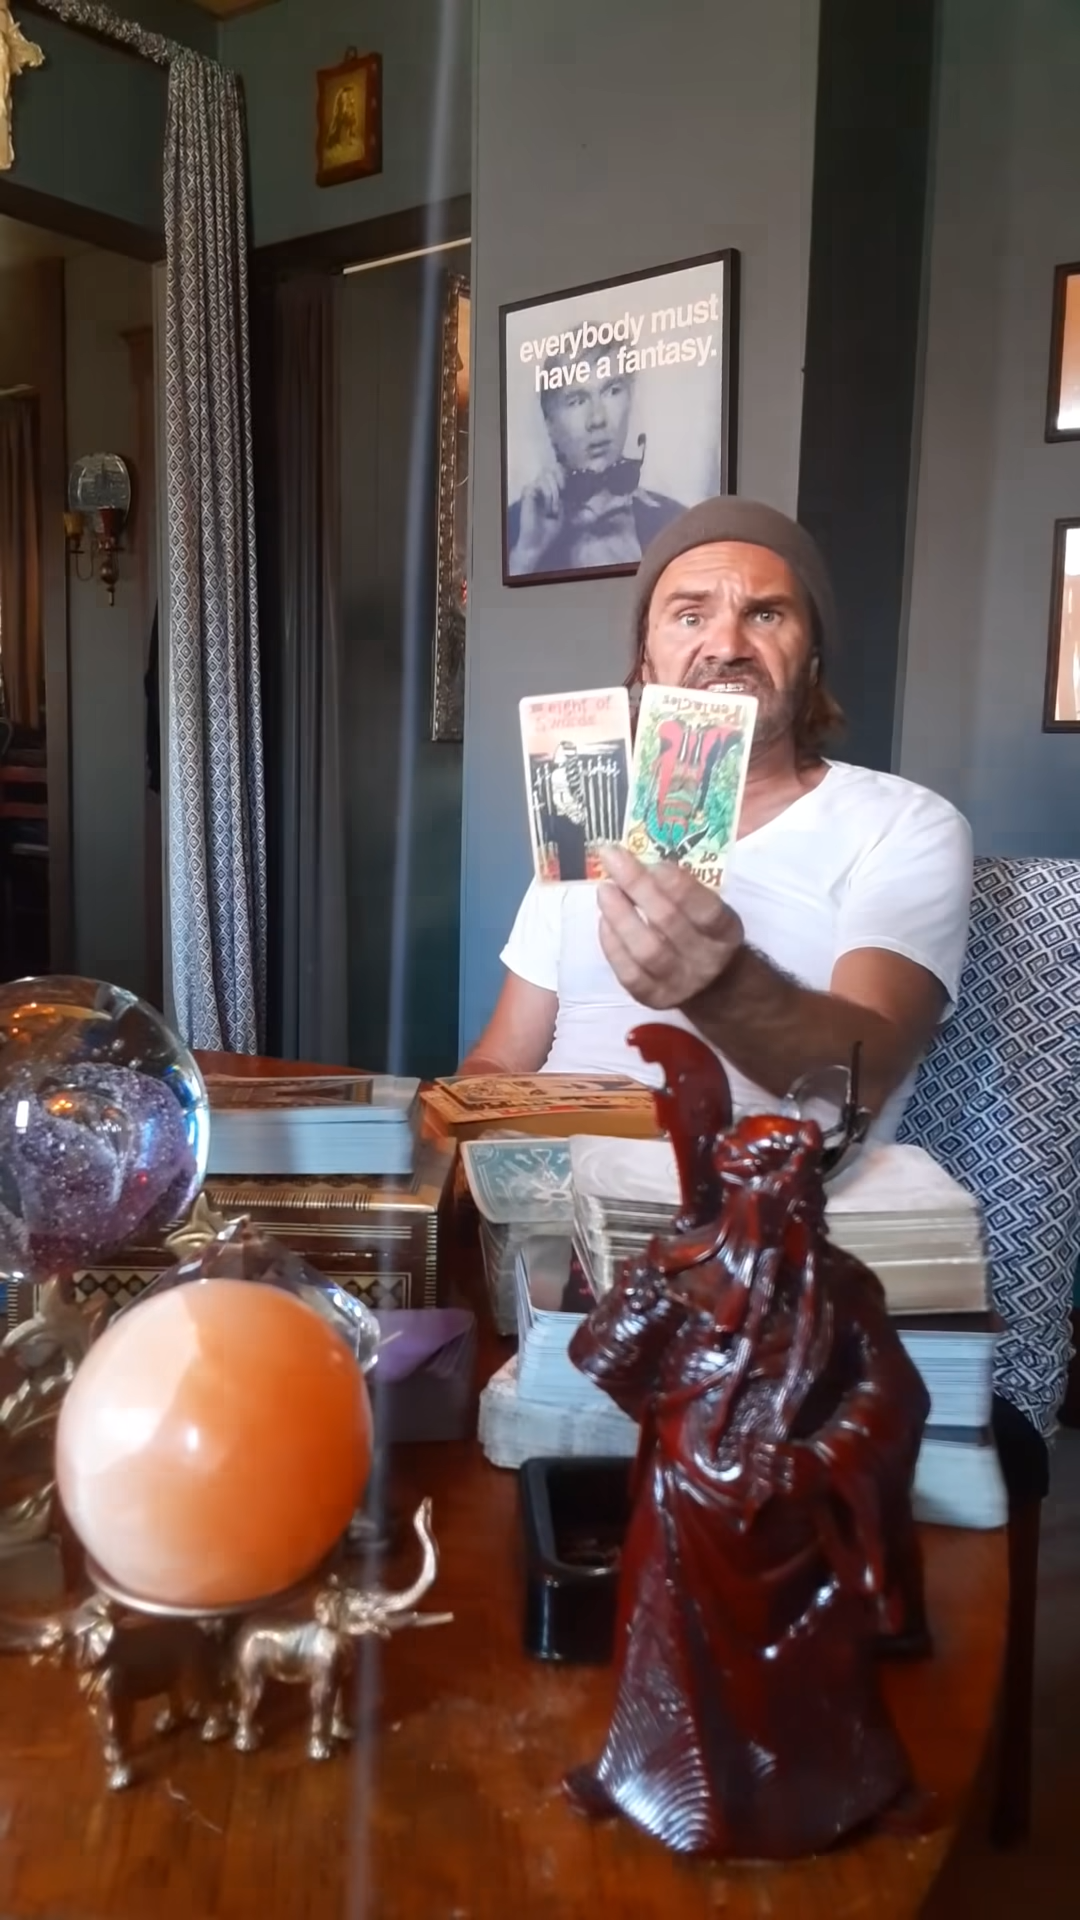 everybody must
have a fantasy.
eight of
Swords
Pentacles
of
King